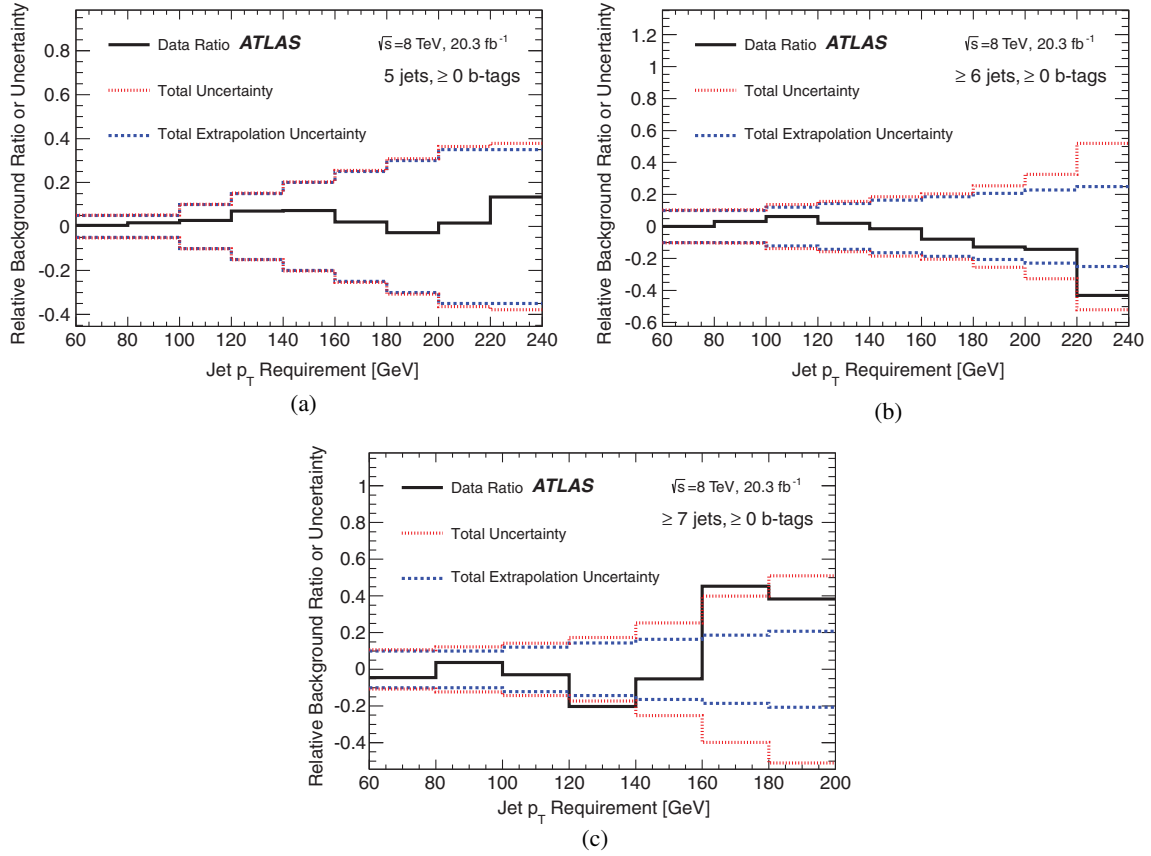 Relative Background Ratio or Uncertainty
0.8
0.6
0.4
0.2
0
-0.2
-0.4
Data Ratio ATLAS
√s=8 TeV, 20.3 fb⁻¹
5 jets, ≥ 0 b-tags
Total Uncertainty
Total Extrapolation Uncertainty
60 80 100 120 140 160 180 200 220 240
Jet p_T Requirement [GeV]
(a)
Relative Background Ratio or Uncertainty
1.2
1
0.8
0.6
0.4
0.2
0
-0.2
-0.4
-0.6
Data Ratio ATLAS
√s=8 TeV, 20.3 fb⁻¹
≥ 6 jets, ≥ 0 b-tags
Total Uncertainty
Total Extrapolation Uncertainty
60 80 100 120 140 160 180 200 220 240
Jet p_T Requirement [GeV]
(b)
Relative Background Ratio or Uncertainty
1
0.8
0.6
0.4
0.2
0
-0.2
-0.4
Data Ratio ATLAS
√s=8 TeV, 20.3 fb⁻¹
≥ 7 jets, ≥ 0 b-tags
Total Uncertainty
Total Extrapolation Uncertainty
60 80 100 120 140 160 180 200
Jet p_T Requirement [GeV]
(c)